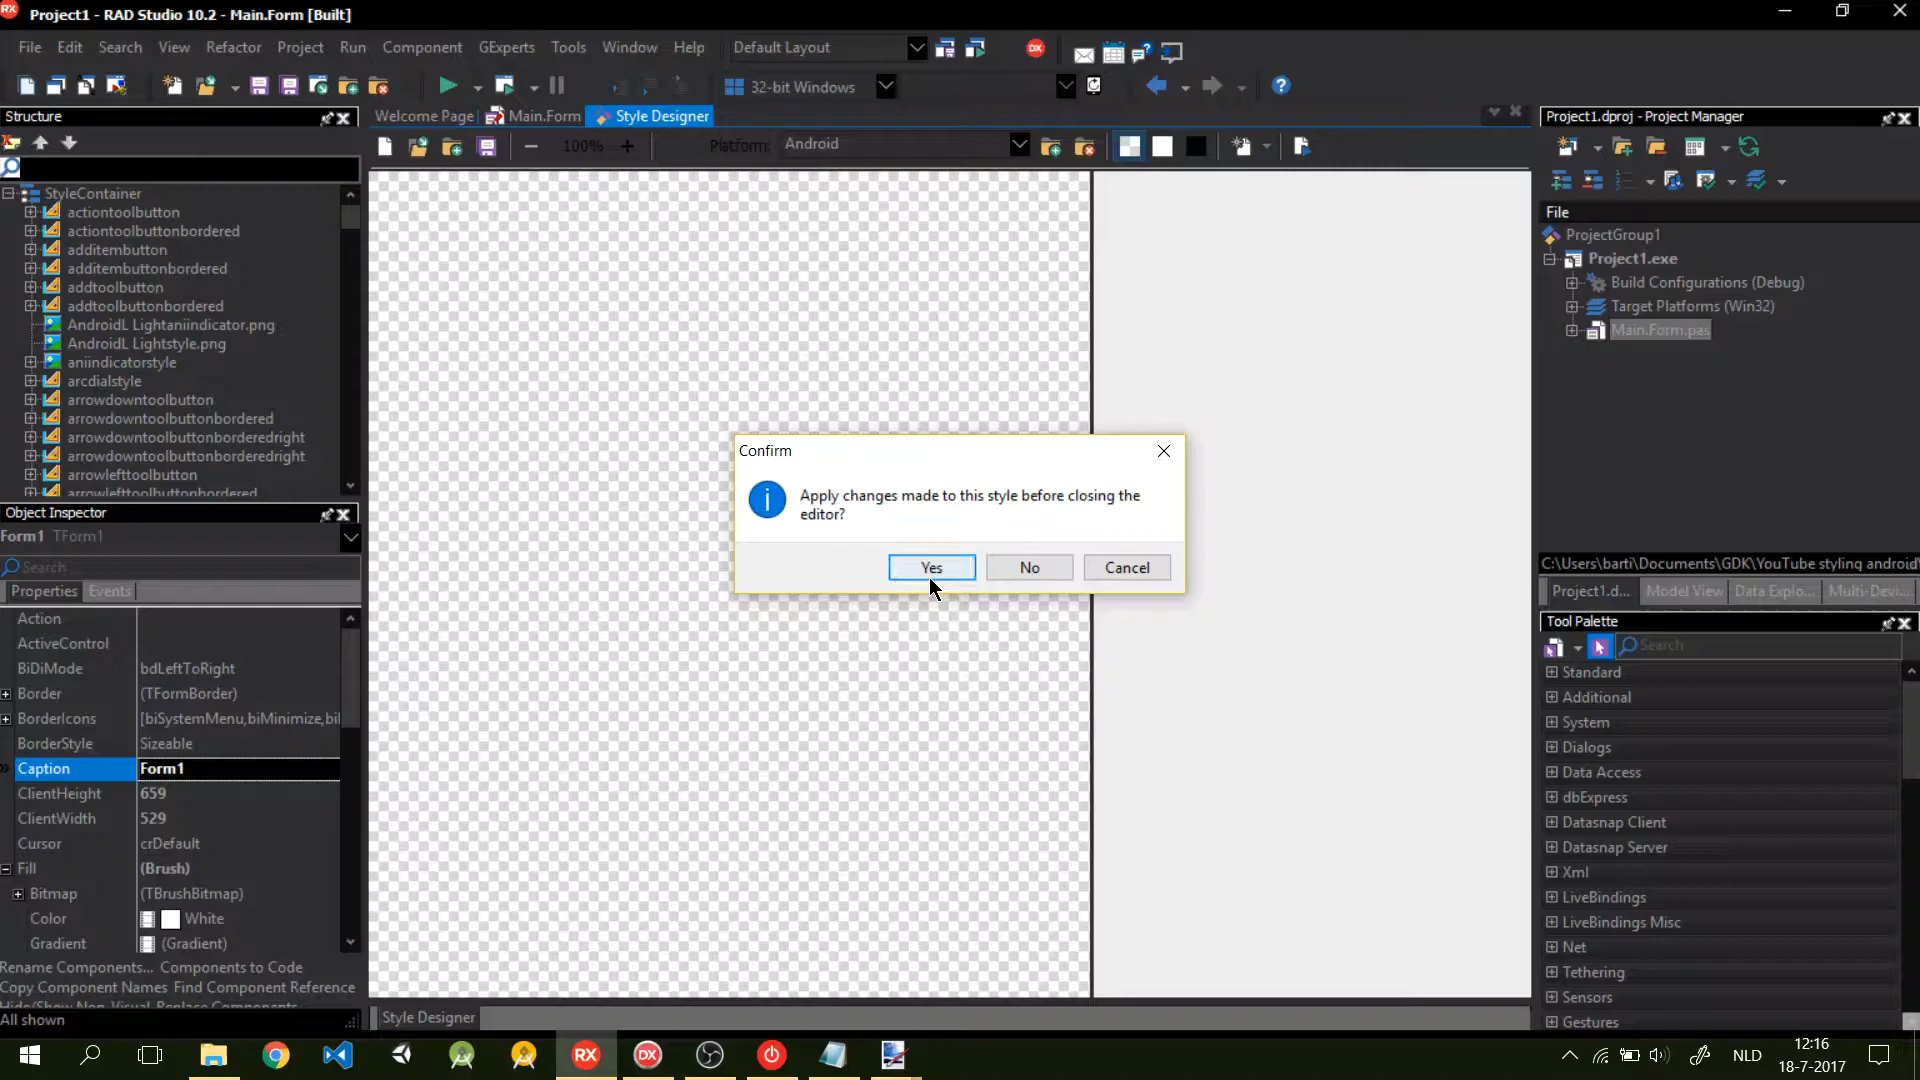 Project1 - RAD Studio 10.2 - Main.Form [Built]
File Edit Search View Refactor Project Run Component GExperts Tools Window Help Default Layout
32-bit Windows
Structure
Welcome Page Main.Form Style Designer
Project1.dproj - Project Manager
100% Platform: Android
StyleContainer
actiontoolbutton
actiontoolbuttonbordered
additembutton
additembuttonbordered
addtoolbutton
addtoolbuttonbordered
AndroidL Lightaniindicator.png
AndroidL Lightstyle.png
aniindicatorstyle
arcdialstyle
arrowdowntoolbutton
arrowdowntoolbuttonbordered
arrowdowntoolbuttonborderedright
arrowdowntoolbuttonborderedright
arrowlefttoolbutton
arrowlefttoolbuttonbordered
File
ProjectGroup1
Project1.exe
Build Configurations (Debug)
Target Platforms (Win32)
Main.Form.pas
Confirm
Apply changes made to this style before closing the
editor?
Yes No Cancel
Object Inspector
Form1 TForm1
Search
Properties Events
Action
ActiveControl
BiDiMode bdLeftToRight
Border (TFormBorder)
BorderIcons [biSystemMenu,biMinimize,bi
BorderStyle Sizeable
Caption Form1
ClientHeight 659
ClientWidth 529
Cursor crDefault
Fill (Brush)
Bitmap (TBrushBitmap)
Color White
Gradient (Gradient)
Rename Components... Components to Code
Copy Component Names Find Component Reference
Hide/Show Non-Visual Replace Components
All shown
C:\Users\barti\Documents\GDK\YouTube styling android\
Project1.d... Model View Data Explo... Multi-Devi...
Tool Palette
Search
Standard
Additional
System
Dialogs
Data Access
dbExpress
Datasnap Client
Datasnap Server
Xml
LiveBindings
LiveBindings Misc
Net
Tethering
Sensors
Gestures
Style Designer
RX DX
NLD
12:16
18-7-2017